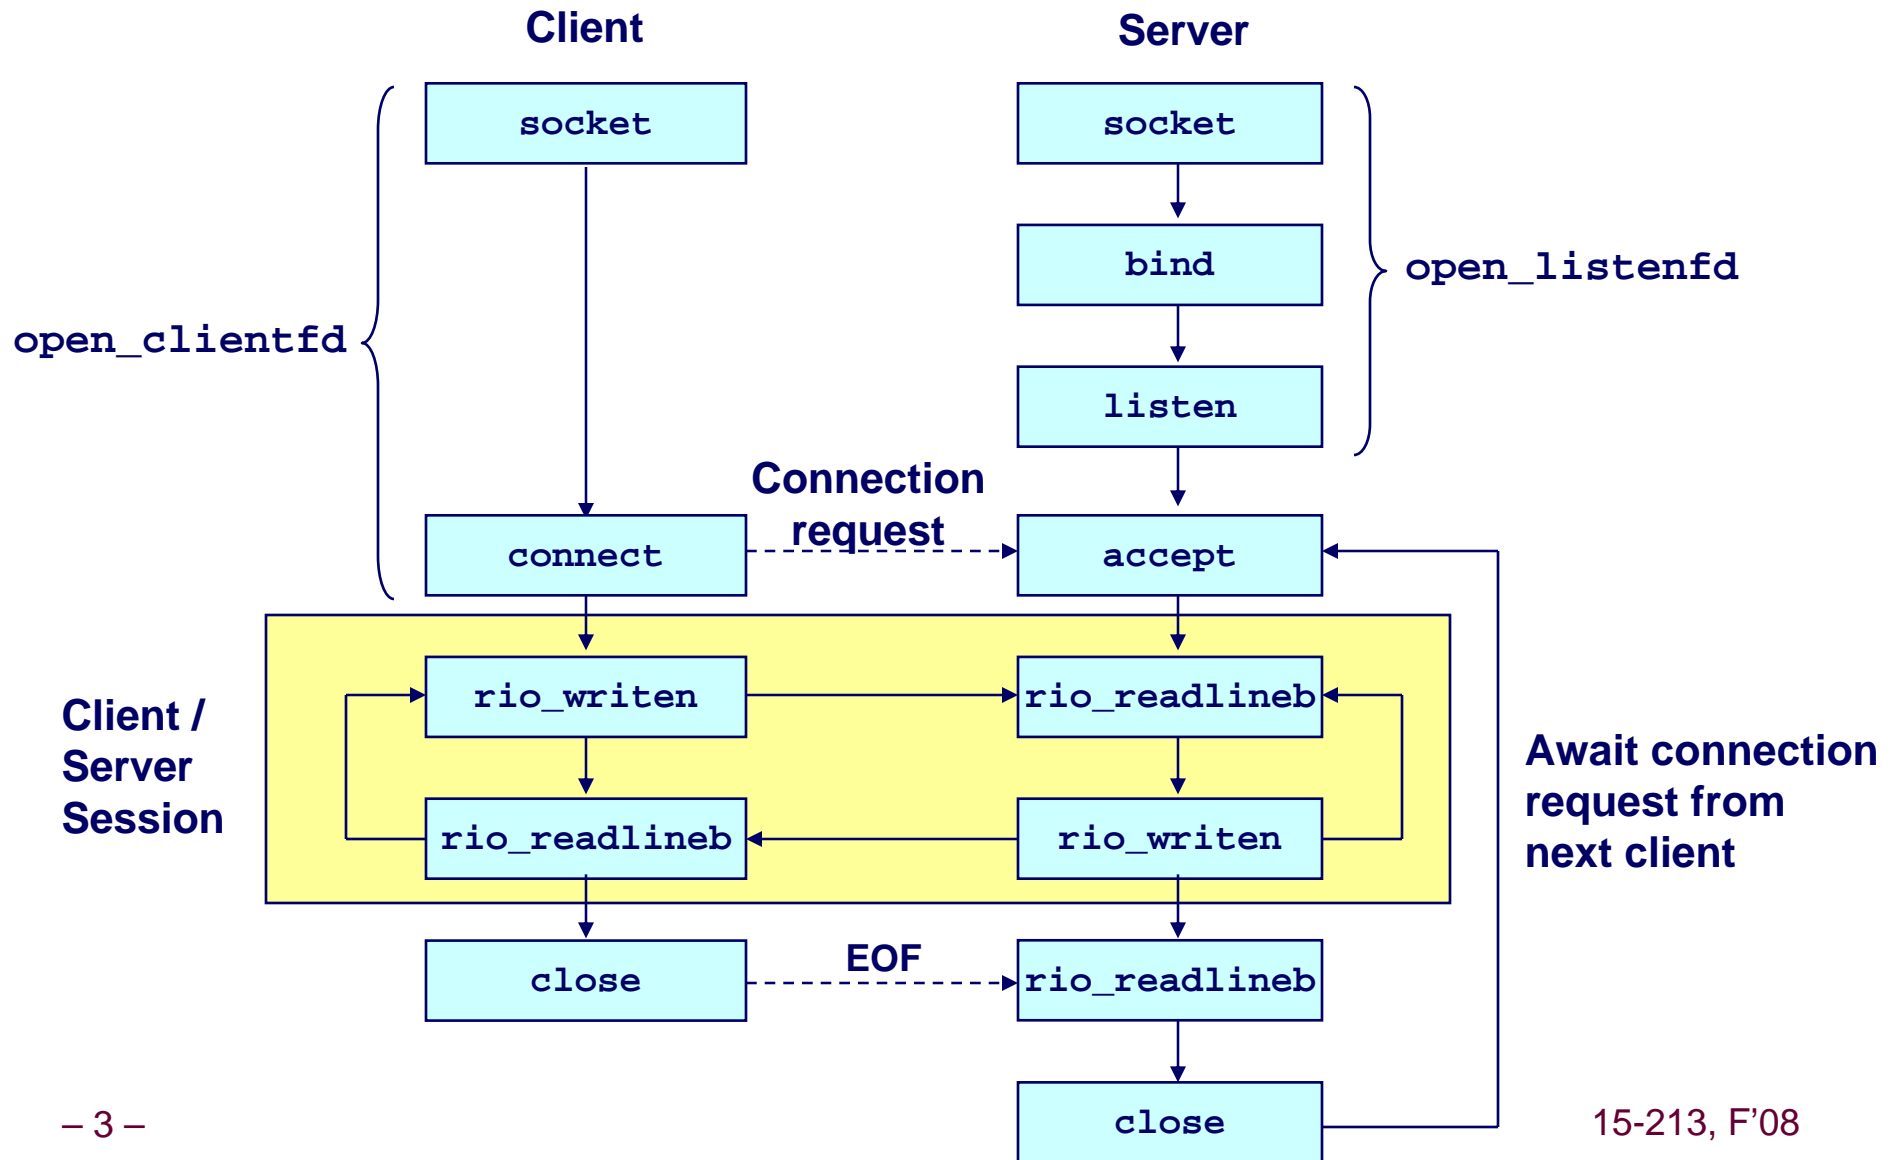 Client
Server
socket
socket
bind
open_listenfd
open_clientfd
listen
Connection
request
connect
accept
Client /
Server
Session
rio_writen
rio_readlineb
rio_readlineb
rio_writen
Await connection
request from
next client
close
EOF
rio_readlineb
close
– 3 –
15-213, F’08